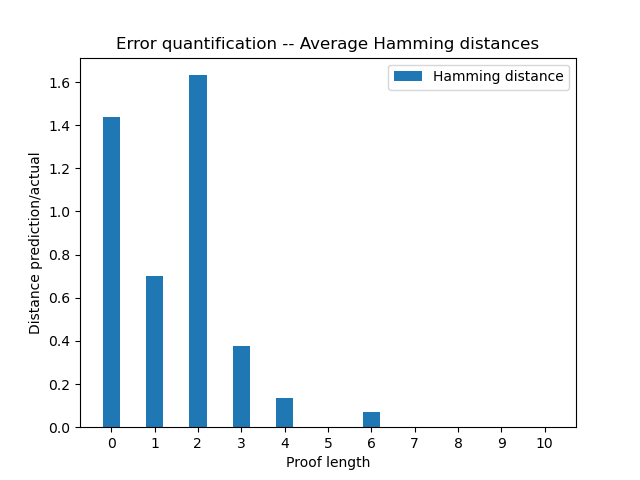 Error quantification -- Average Hamming distances
Hamming distance
Distance prediction/actual
1.6
1.4
1.2
1.0
0.8
0.6
0.4
0.2
0.0
0 1 2 3 4 5 6 7 8 9 10
Proof length